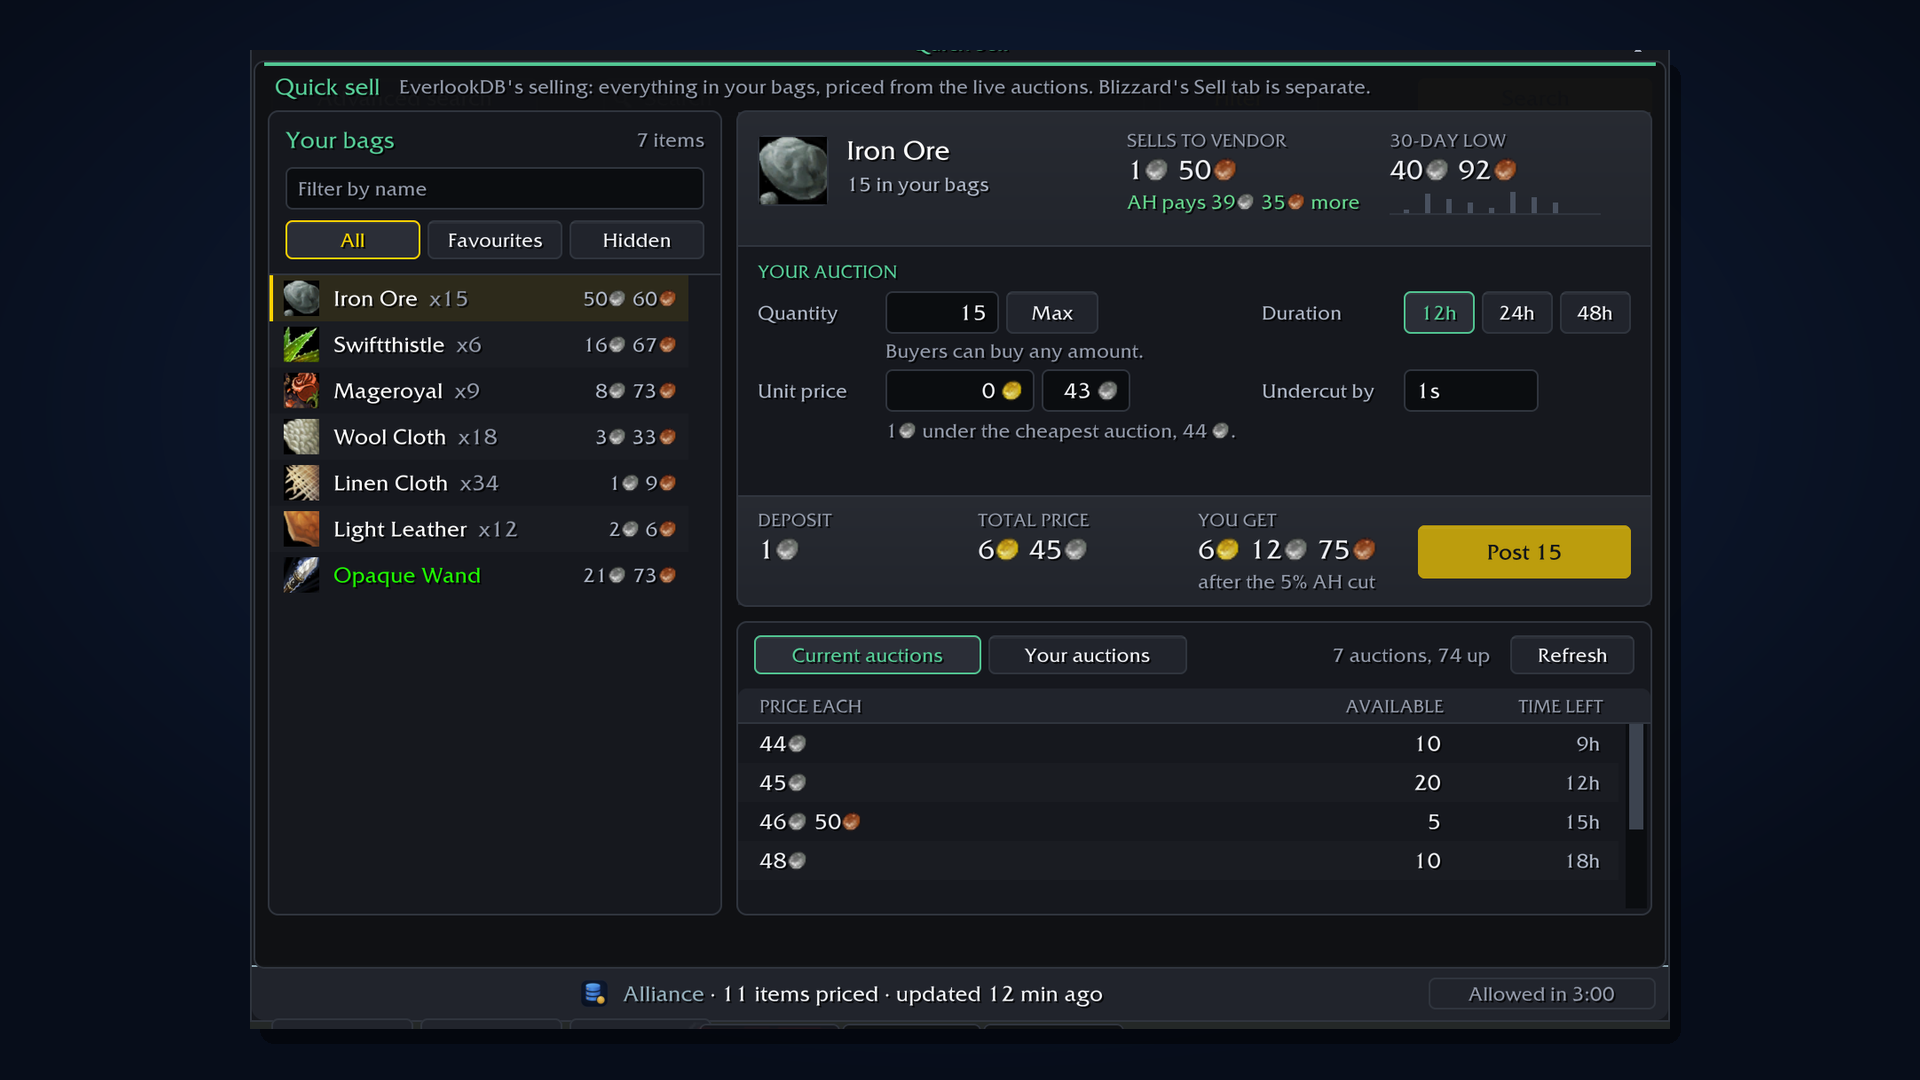 Quick sell EverlookDB's selling: everything in your bags, priced from the live auctions. Blizzard's Sell tab is separate.
Your bags 7 items
Filter by name
All Favourites Hidden
Iron Ore x15 50 60
Swiftthistle x6 16 67
Mageroyal x9 8 73
Wool Cloth x18 3 33
Linen Cloth x34 1 9
Light Leather x12 2 6
Opaque Wand 21 73
Iron Ore
15 in your bags
SELLS TO VENDOR
1 50
AH pays 39 35 more
30-DAY LOW
40 92
YOUR AUCTION
Quantity 15 Max
Buyers can buy any amount.
Duration 12h 24h 48h
Unit price 0 43
1 under the cheapest auction, 44 .
Undercut by 1s
DEPOSIT
1
TOTAL PRICE
6 45
YOU GET
6 12 75
after the 5% AH cut
Post 15
Current auctions Your auctions 7 auctions, 74 up Refresh
PRICE EACH AVAILABLE TIME LEFT
44 10 9h
45 20 12h
46 50 5 15h
48 10 18h
Alliance · 11 items priced · updated 12 min ago
Allowed in 3:00